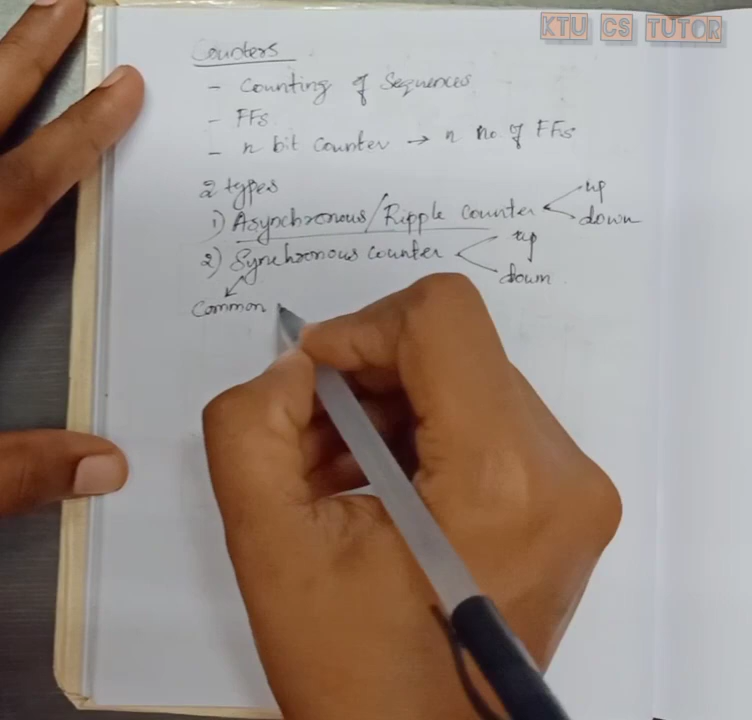 KTU CS TUTOR
Counters
- Counting of Sequences
- FFs
- n bit counter → n no. of FFs
2 types
1) Asynchronous/Ripple counter up
down
2) Synchronous counter up
down
Common